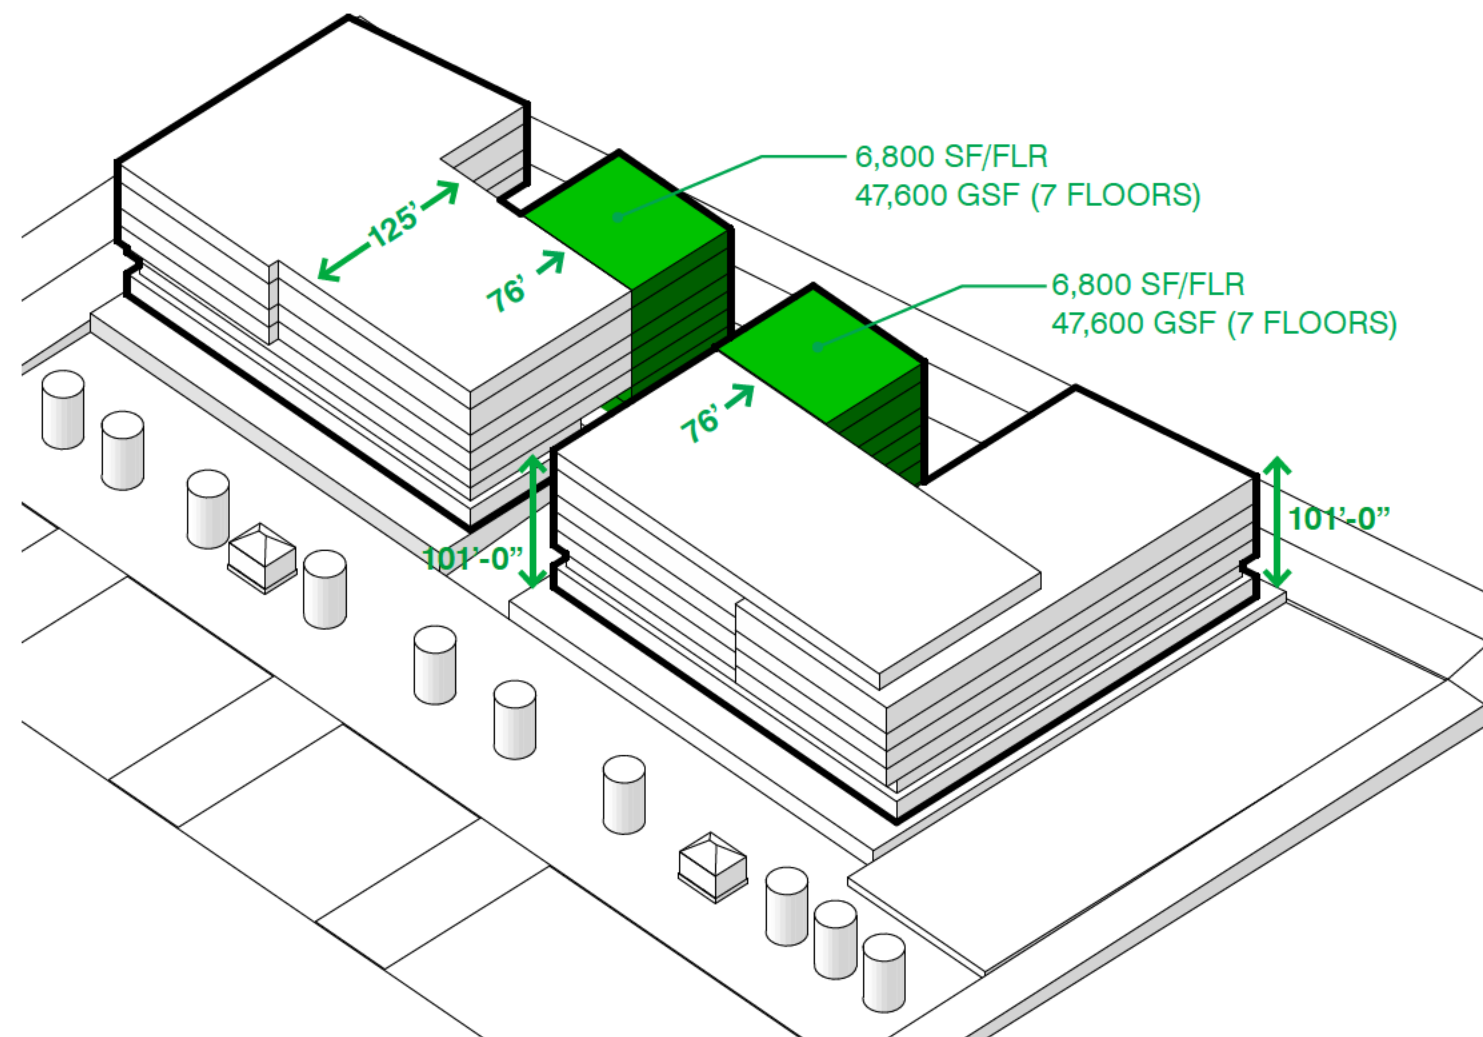 6,800 SF/FLR
47,600 GSF (7 FLOORS)
125'
76'
6,800 SF/FLR
47,600 GSF (7 FLOORS)
76'
101'-0"
101'-0"